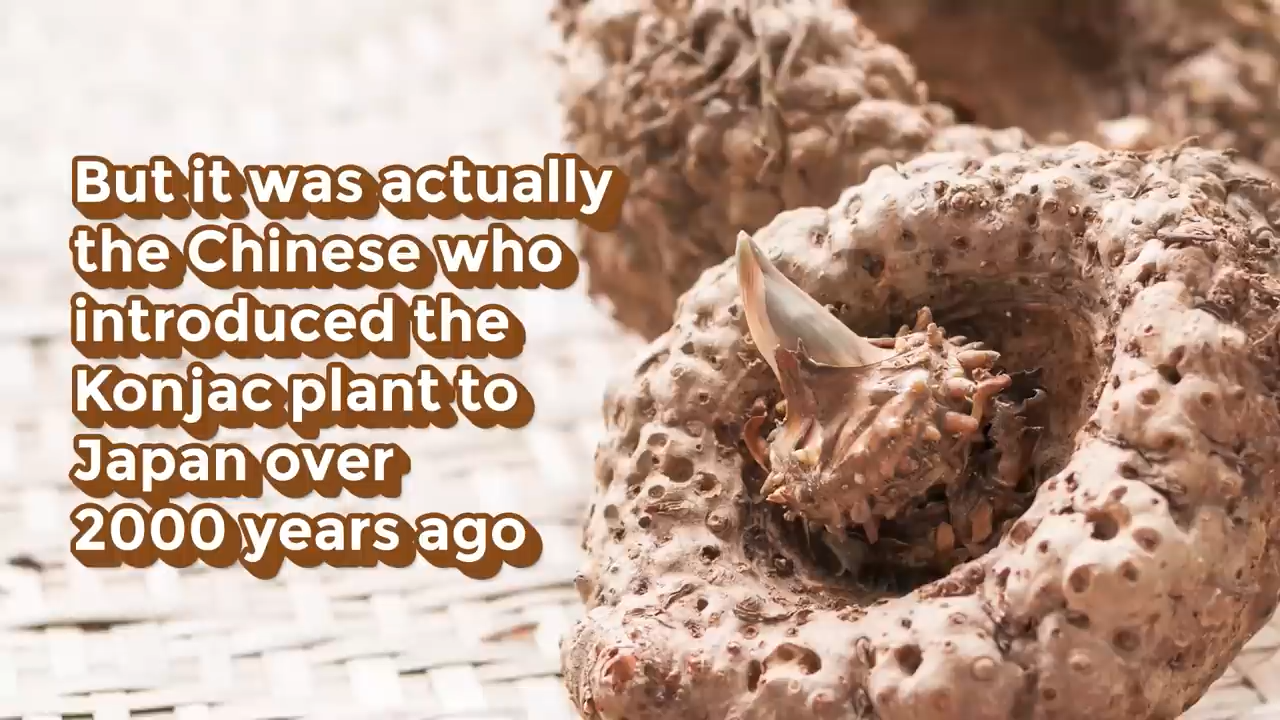 But it was actually
the Chinese who
introduced the
Konjac plant to
Japan over
2000 years ago